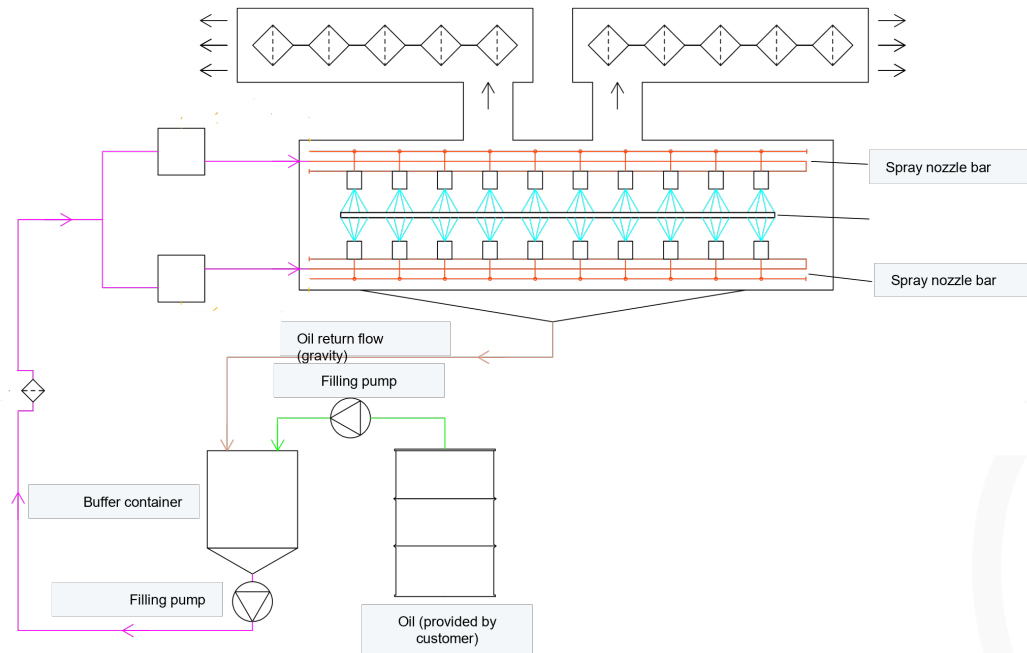 Spray nozzle bar
Spray nozzle bar
Oil return flow
(gravity)
Filling pump
Buffer container
Filling pump
Oil (provided by
customer)